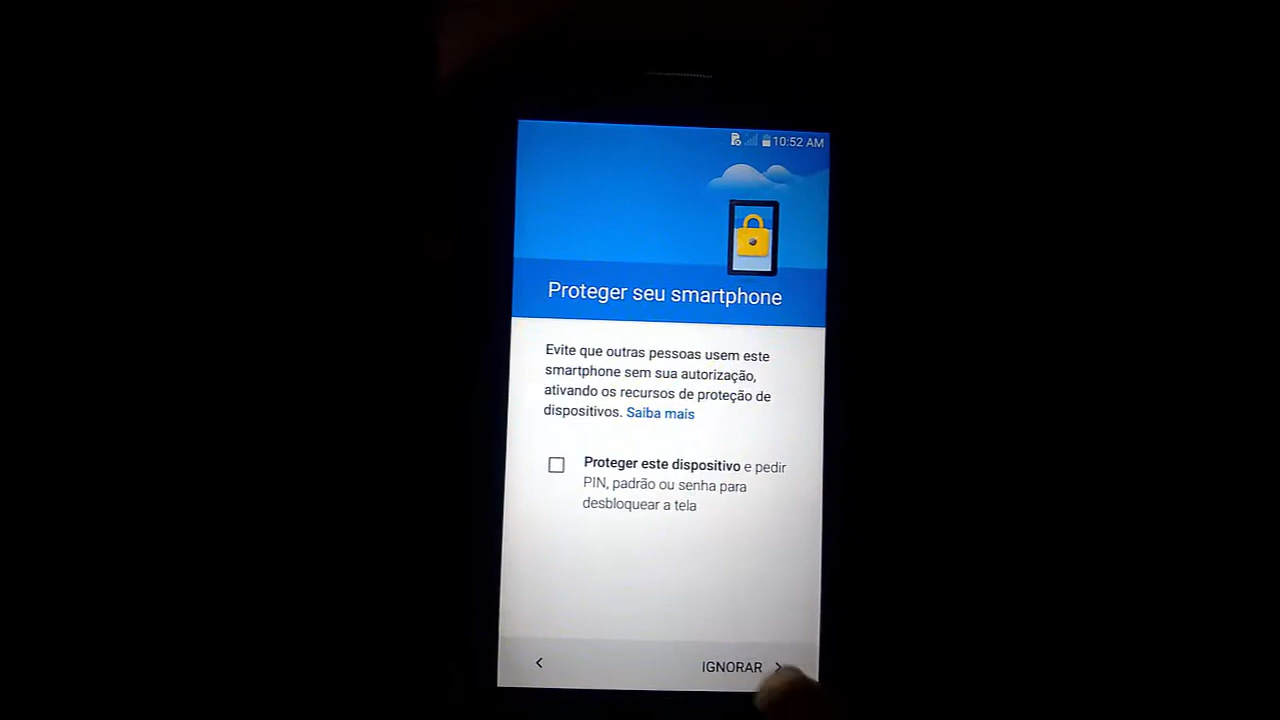 10:52 AM
Proteger seu smartphone
Evite que outras pessoas usem este
smartphone sem sua autorização,
ativando os recursos de proteção de
dispositivos. Saiba mais
Proteger este dispositivo e pedir
PIN, padrão ou senha para
desbloquear a tela
IGNORAR